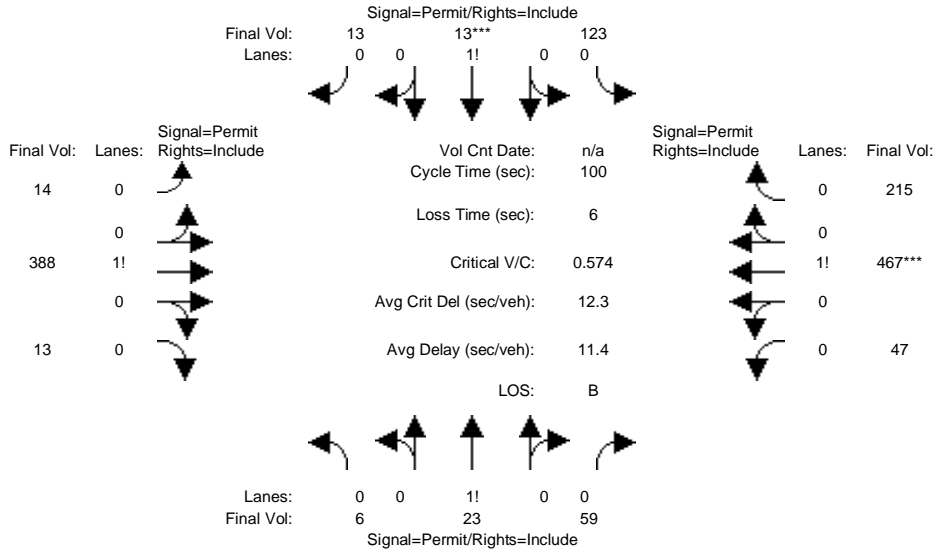 Signal=Permit/Rights=Include
Final Vol: 13 13*** 123
Lanes: 0 0 1! 0 0
Signal=Permit
Final Vol: Lanes: Rights=Include
Vol Cnt Date: n/a
Signal=Permit
Rights=Include Lanes: Final Vol:
Cycle Time (sec): 100
14 0
0 215
Loss Time (sec): 6
0
0
388 1!
Critical V/C: 0.574
1! 467***
0
Avg Crit Del (sec/veh): 12.3
0
13 0
Avg Delay (sec/veh): 11.4
0 47
LOS: B
Lanes: 0 0 1! 0 0
Final Vol: 6 23 59
Signal=Permit/Rights=Include